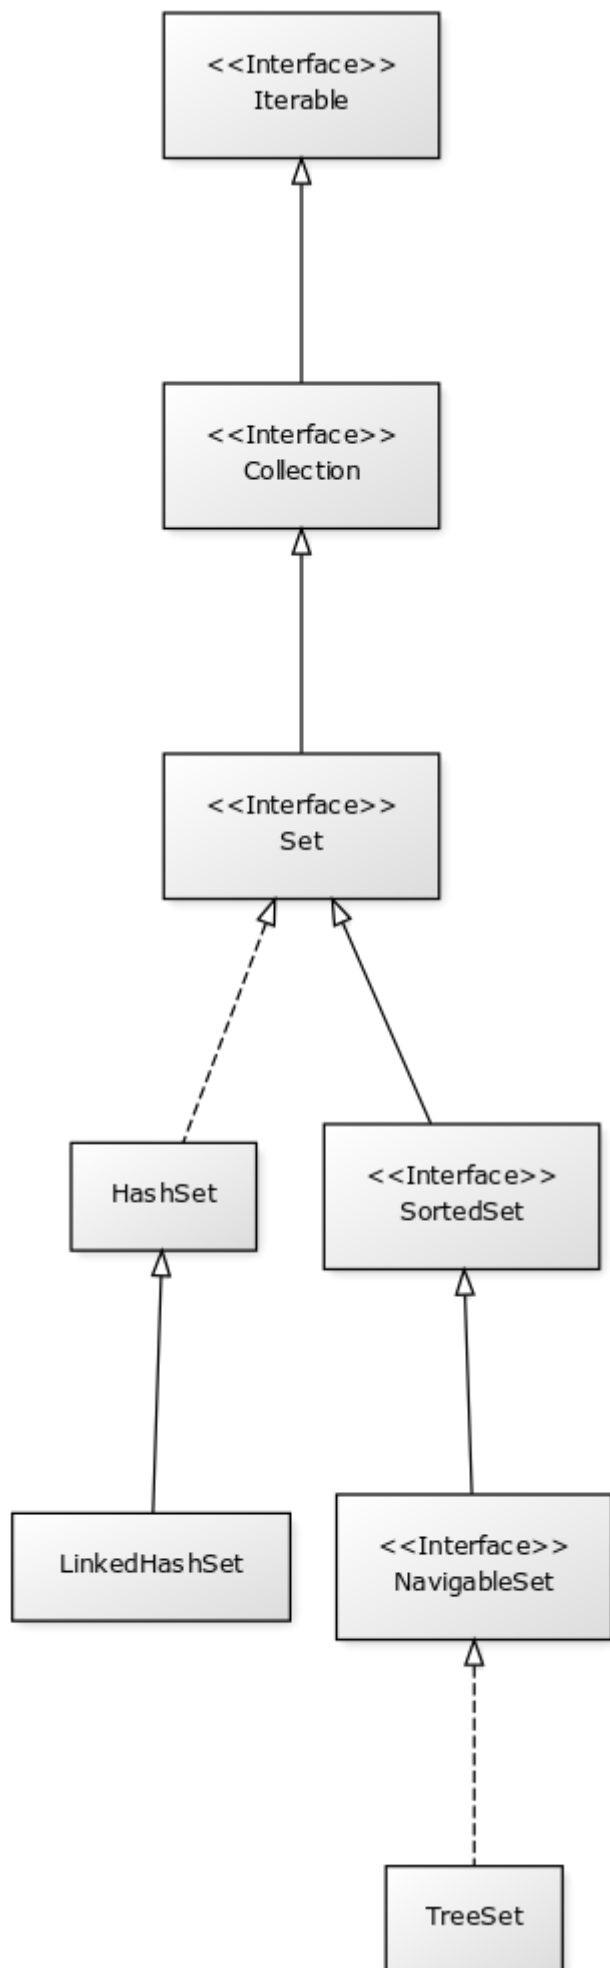 <<Interface>>
Iterable
<<Interface>>
Collection
<<Interface>>
Set
HashSet
<<Interface>>
SortedSet
LinkedHashSet
<<Interface>>
NavigableSet
TreeSet